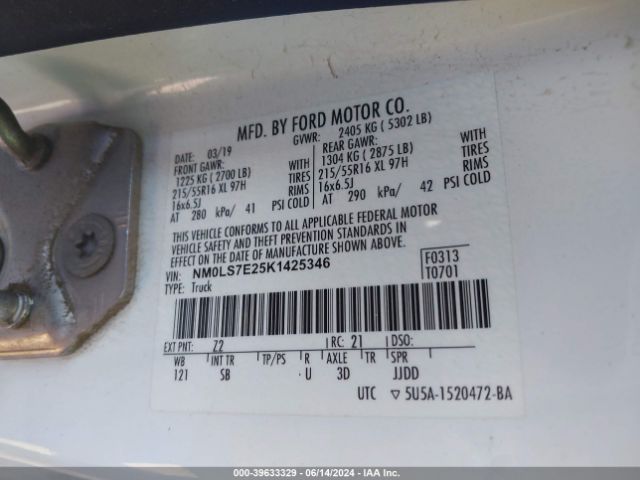 MFD. BY FORD MOTOR CO.
DATE: 03/19 GVWR: 2405 KG ( 5302 LB)
FRONT GAWR: REAR GAWR:
1225 KG ( 2700 LB) WITH 1304 KG ( 2875 LB) WITH
215/55R16 XL 97H TIRES 215/55R16 XL 97H TIRES
16x6.5J RIMS 16x6.5J RIMS
AT 280 kPa/ 41 PSI COLD AT 290 kPa/ 42 PSI COLD
THIS VEHICLE CONFORMS TO ALL APPLICABLE FEDERAL MOTOR
VEHICLE SAFETY AND THEFT PREVENTION STANDARDS IN
EFFECT ON THE DATE OF MANUFACTURE SHOWN ABOVE.
VIN: NM0LS7E25K1425346 F0313
TYPE: Truck T0701
EXT PNT: Z2 RC: 21 DSO:
WB INT TR TP/PS R AXLE TR SPR
121 SB U 3D JJDD
UTC ▽ 5U5A-1520472-BA
000-39633329 - 06/14/2024 - IAA Inc.